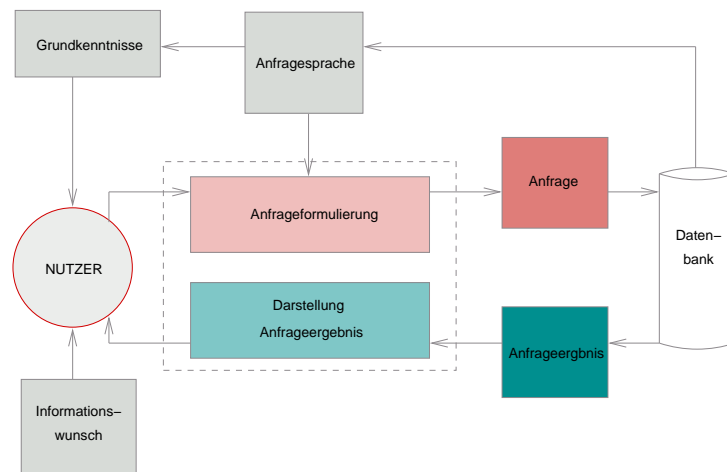 Grundkenntnisse
Anfragesprache
Anfrage
Anfrageformulierung
Daten–
bank
NUTZER
Darstellung
Anfrageergebnis
Anfrageergbnis
Informations–
wunsch